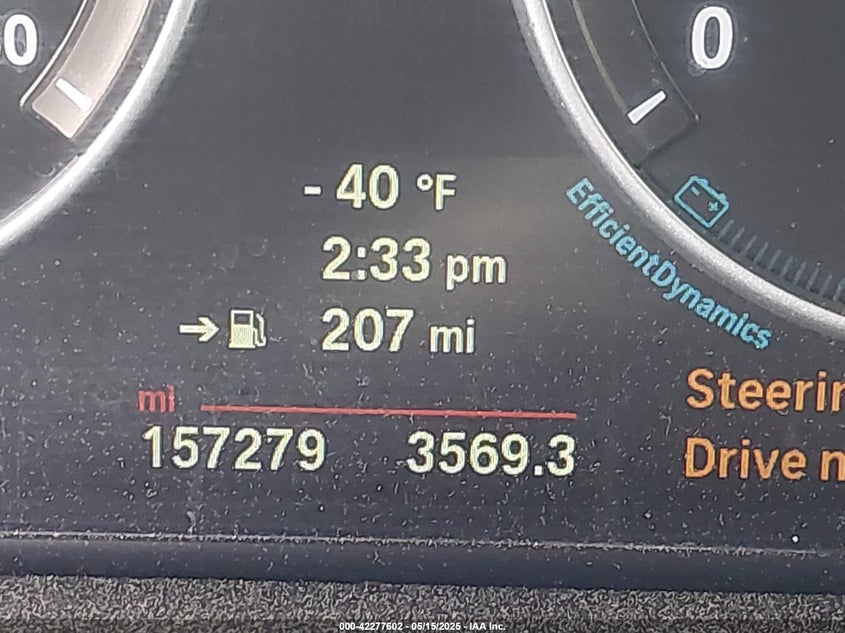 0
0
- 40 °F
EfficientDynamics
2:33 pm
207 mi
mi
157279 3569.3
Steerin
Drive n
000-42277602 - 05/15/2025 - IAA Inc.